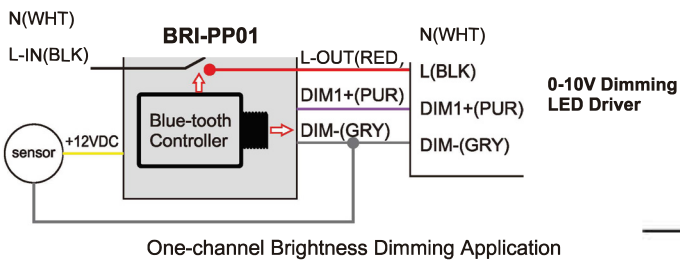 N(WHT)
BRI-PP01
N(WHT)
L-IN(BLK)
L-OUT(RED,
L(BLK)
0-10V Dimming
LED Driver
DIM1+(PUR)
DIM1+(PUR)
Blue-tooth
Controller
sensor
+12VDC
DIM-(GRY)
DIM-(GRY)
One-channel Brightness Dimming Application